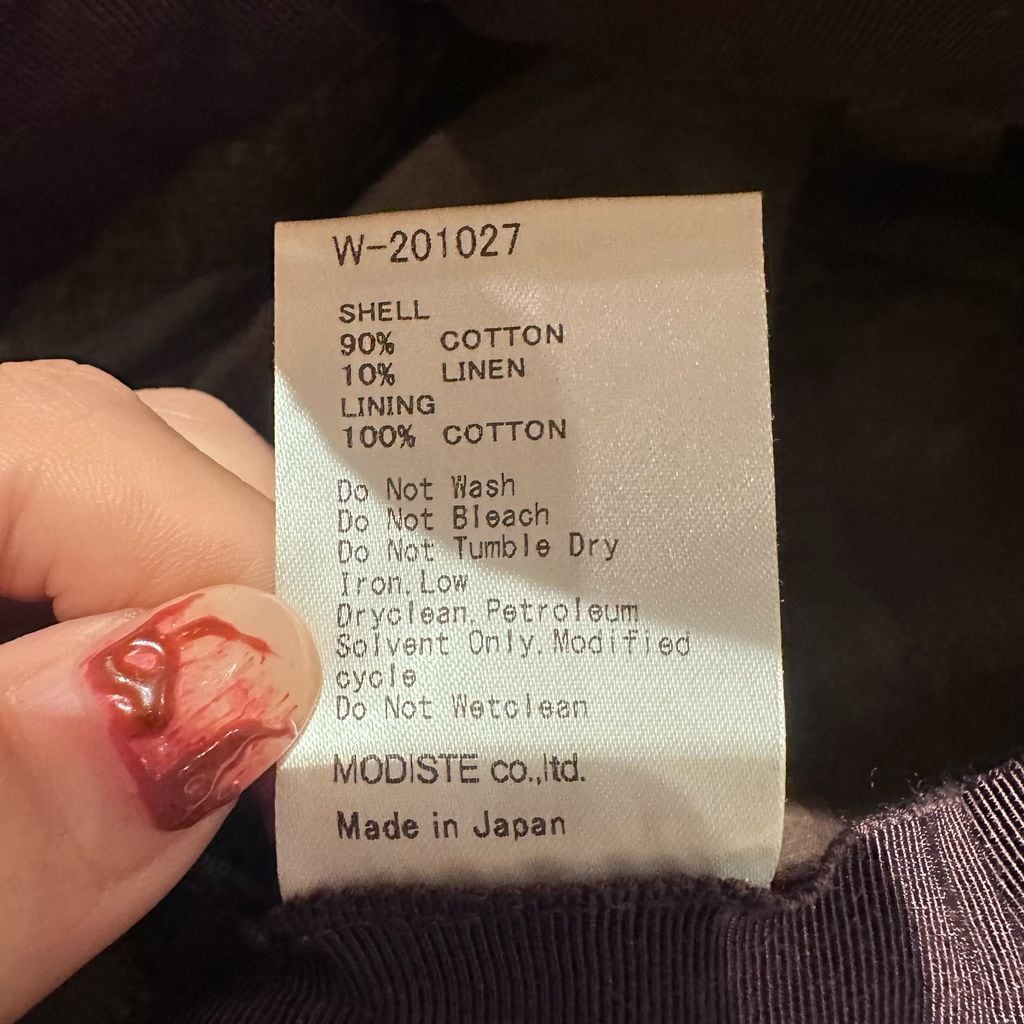 W-201027
SHELL
90% COTTON
10% LINEN
LINING
100% COTTON
Do Not Wash
Do Not Bleach
Do Not Tumble Dry
Iron,Low
Dryclean,Petroleum
Solvent Only,Modified
cycle
Do Not Wetclean
MODISTE co.,ltd.
Made in Japan